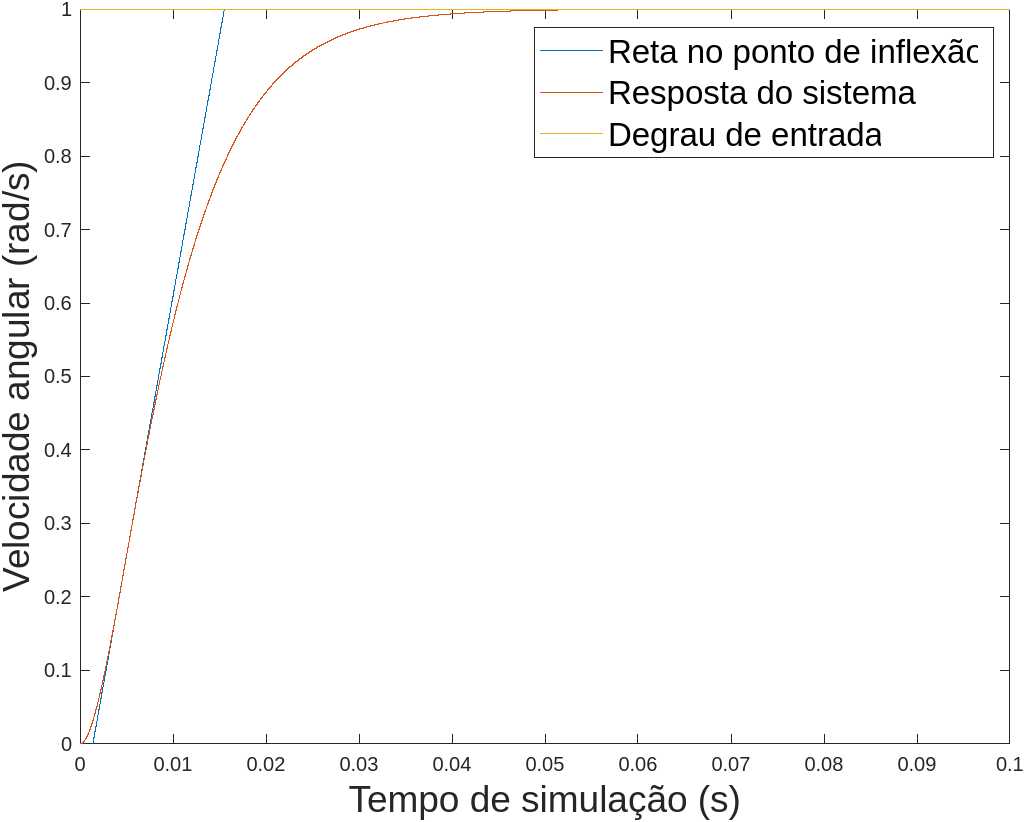 Reta no ponto de inflexão
Resposta do sistema
Degrau de entrada
Velocidade angular (rad/s)
1
0.9
0.8
0.7
0.6
0.5
0.4
0.3
0.2
0.1
0
0 0.01 0.02 0.03 0.04 0.05 0.06 0.07 0.08 0.09 0.1
Tempo de simulação (s)